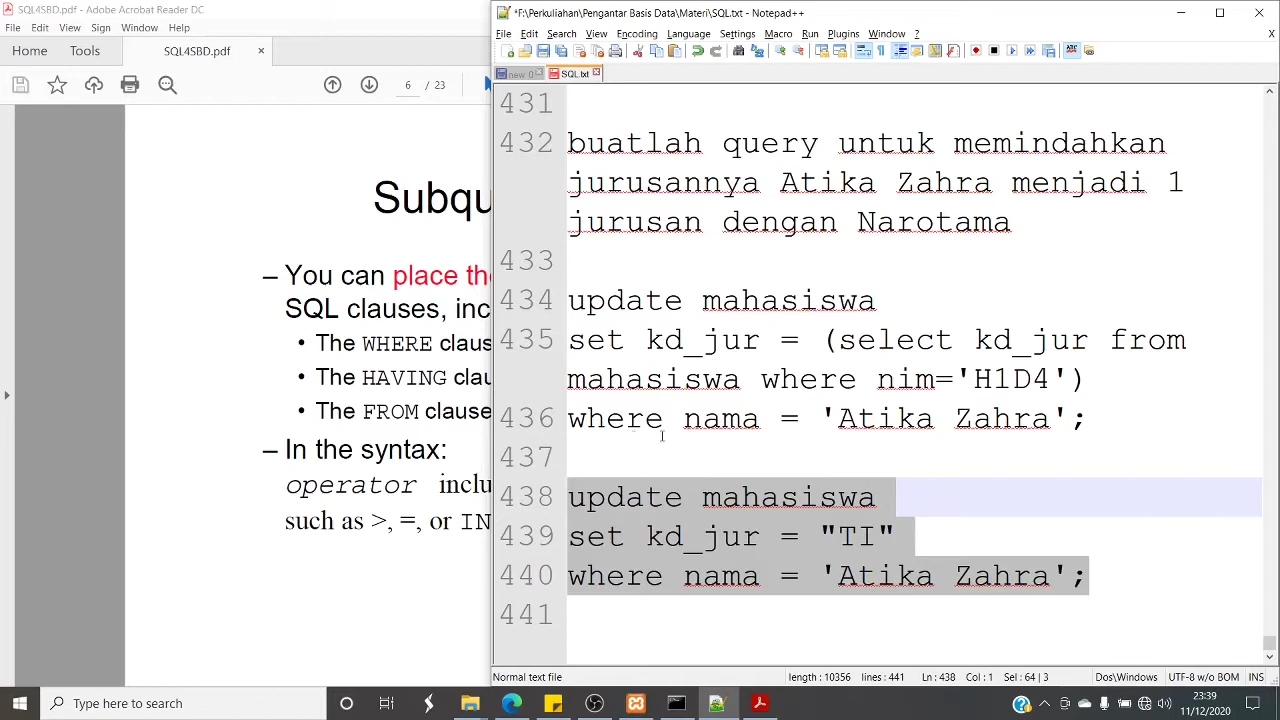 SQL4SBD.pdf - Adobe Acrobat Reader DC
File Edit View Sign Window Help
Home Tools SQL4SBD.pdf ×
6 / 23
Subqu
– You can place the
SQL clauses, inc
• The WHERE claus
• The HAVING clau
• The FROM clause
– In the syntax:
operator inclu
such as >, =, or IN
*F:\Perkuliahan\Pengantar Basis Data\Materi\SQL.txt - Notepad++
File Edit Search View Encoding Language Settings Macro Run Plugins Window ? X
new 0 SQL.txt
431
432 buatlah query untuk memindahkan
jurusannya Atika Zahra menjadi 1
jurusan dengan Narotama
433
434 update mahasiswa
435 set kd_jur = (select kd_jur from
mahasiswa where nim='H1D4')
436 where nama = 'Atika Zahra';
437
438 update mahasiswa
439 set kd_jur = "TI"
440 where nama = 'Atika Zahra';
441
Normal text file length : 10356 lines : 441 Ln : 438 Col : 1 Sel : 64 | 3 Dos\Windows UTF-8 w/o BOM INS
Type here to search
23:39
11/12/2020